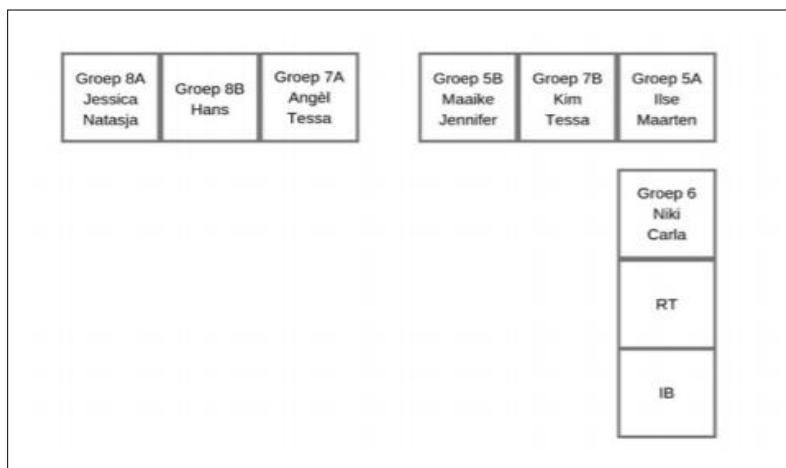 Groep 8A
Jessica
Natasja
Groep 8B
Hans
Groep 7A
Angèl
Tessa
Groep 5B
Maaike
Jennifer
Groep 7B
Kim
Tessa
Groep 5A
Ilse
Maarten
Groep 6
Niki
Carla
RT
IB